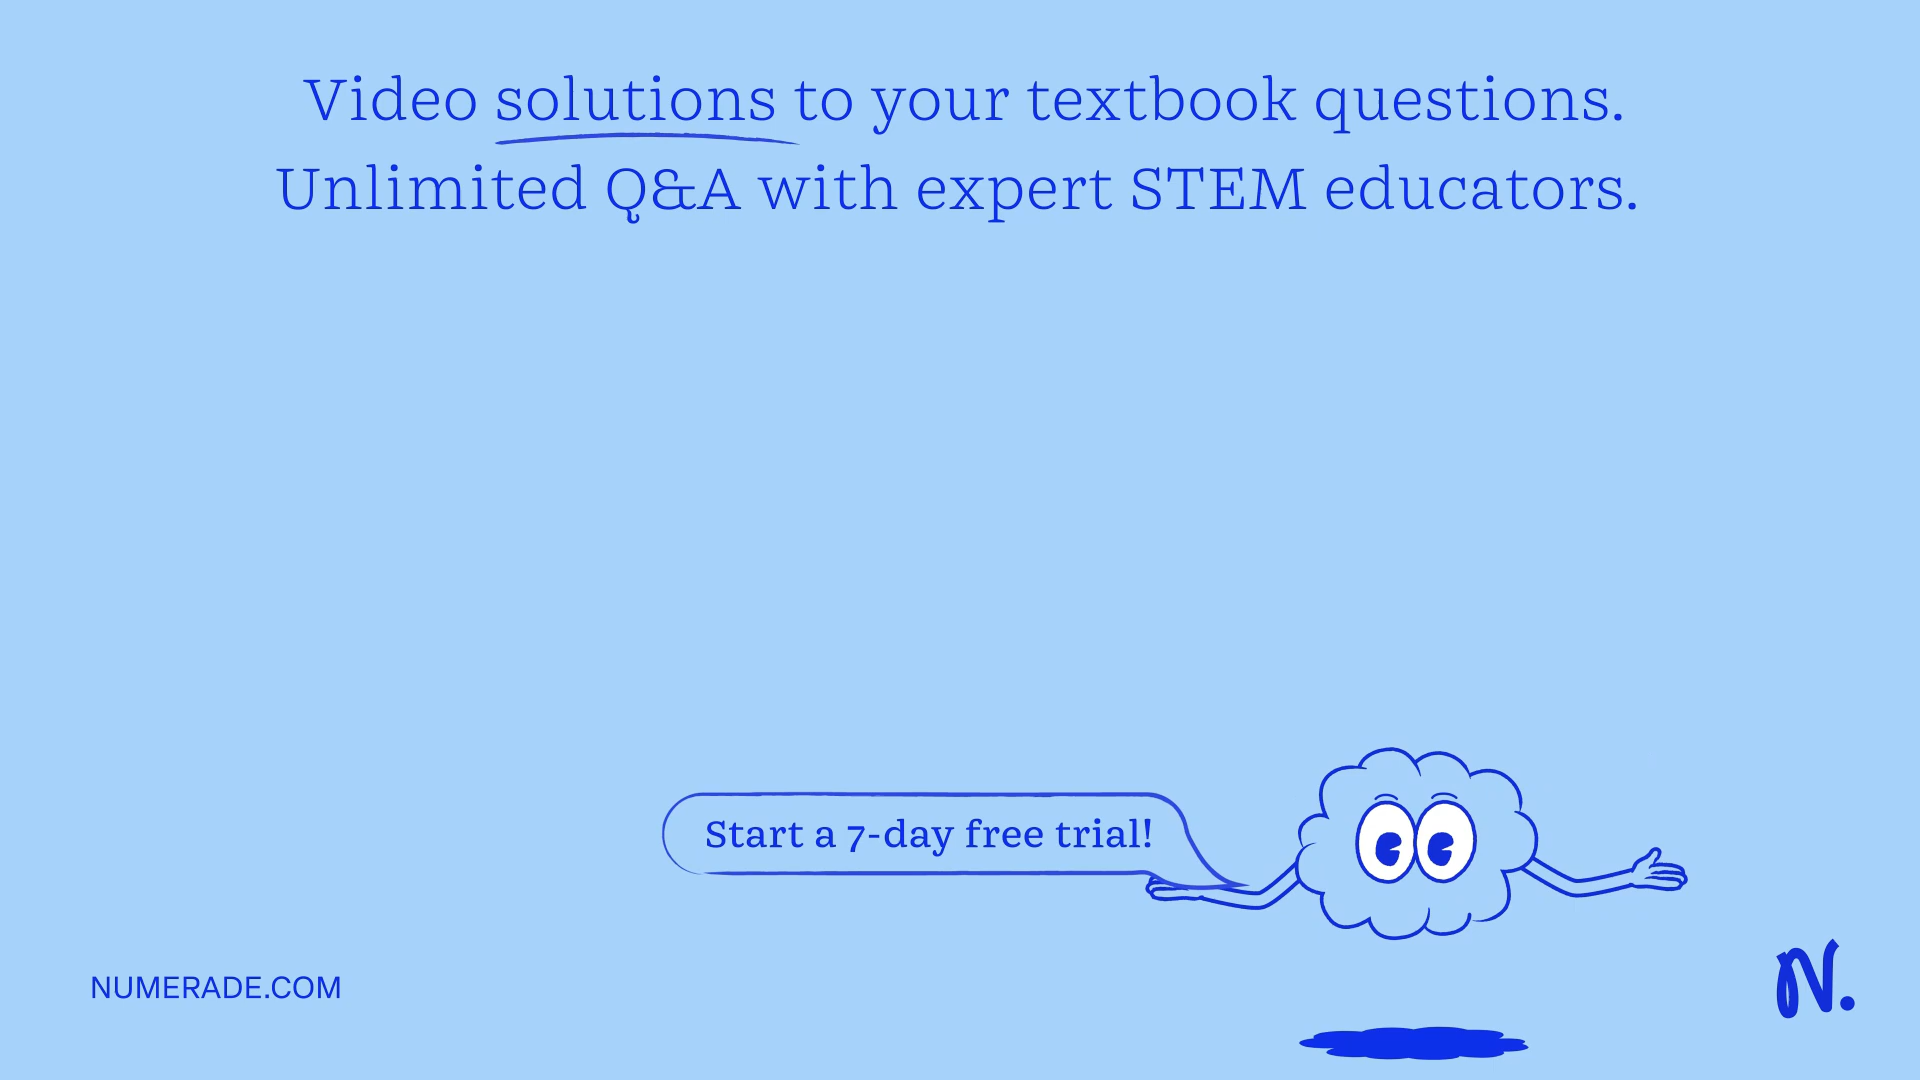 Video solutions to your textbook questions.
Unlimited Q&A with expert STEM educators.
Start a 7-day free trial!
NUMERADE.COM
N.